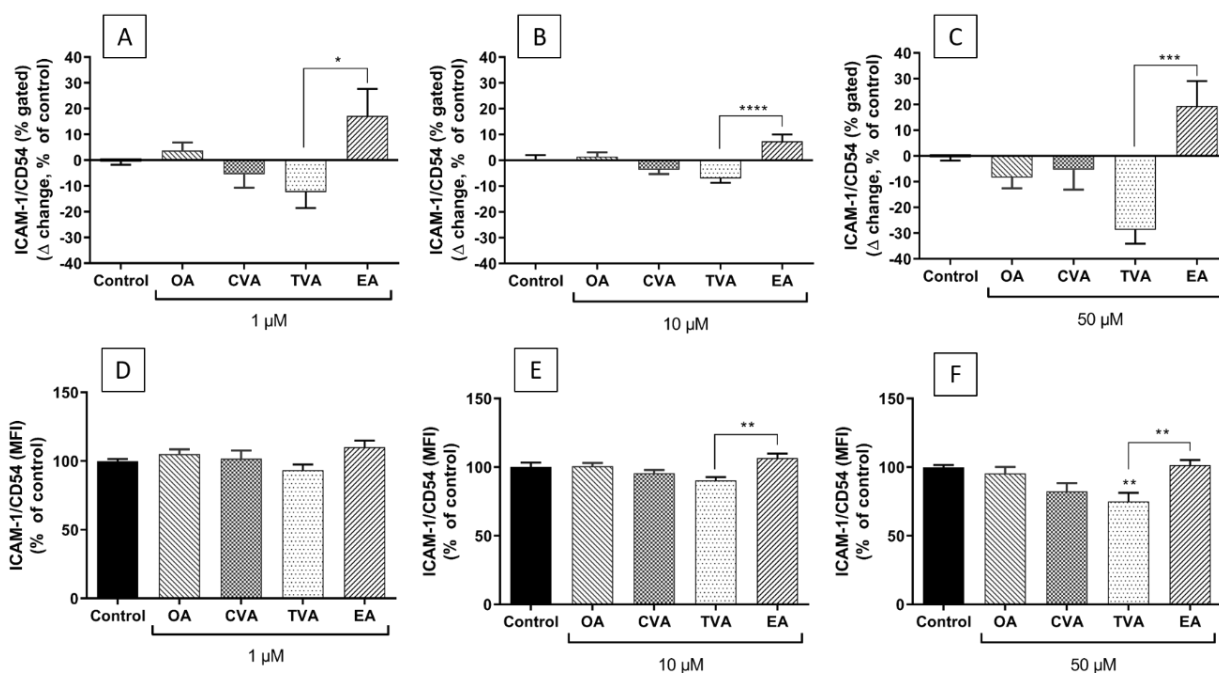 A
ICAM-1/CD54 (% gated)
(Δ change, % of control)
40
30
20
10
0
-10
-20
-30
-40
*
Control
OA
CVA
TVA
EA
1 µM
B
ICAM-1/CD54 (% gated)
(Δ change, % of control)
40
30
20
10
0
-10
-20
-30
-40
****
Control
OA
CVA
TVA
EA
10 µM
C
ICAM-1/CD54 (% gated)
(Δ change, % of control)
40
30
20
10
0
-10
-20
-30
-40
***
Control
OA
CVA
TVA
EA
50 µM
D
ICAM-1/CD54 (MFI)
(% of control)
150
100
50
0
Control
OA
CVA
TVA
EA
1 µM
E
ICAM-1/CD54 (MFI)
(% of control)
150
100
50
0
**
Control
OA
CVA
TVA
EA
10 µM
F
ICAM-1/CD54 (MFI)
(% of control)
150
100
50
0
**
**
Control
OA
CVA
TVA
EA
50 µM